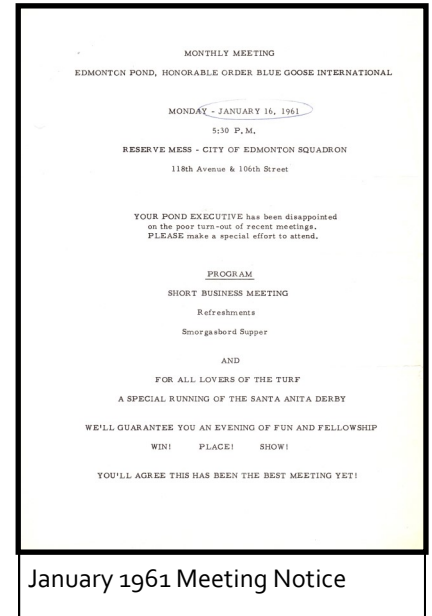 MONTHLY MEETING
EDMONTON POND, HONORABLE ORDER BLUE GOOSE INTERNATIONAL
MONDAY - JANUARY 16, 1961
5:30 P.M.
RESERVE MESS - CITY OF EDMONTON SQUADRON
118th Avenue & 106th Street
YOUR POND EXECUTIVE has been disappointed
on the poor turn-out of recent meetings.
PLEASE make a special effort to attend.
PROGRAM
SHORT BUSINESS MEETING
Refreshments
Smorgasbord Supper
AND
FOR ALL LOVERS OF THE TURF
A SPECIAL RUNNING OF THE SANTA ANITA DERBY
WE'LL GUARANTEE YOU AN EVENING OF FUN AND FELLOWSHIP
WIN! PLACE! SHOW!
YOU'LL AGREE THIS HAS BEEN THE BEST MEETING YET!
January 1961 Meeting Notice